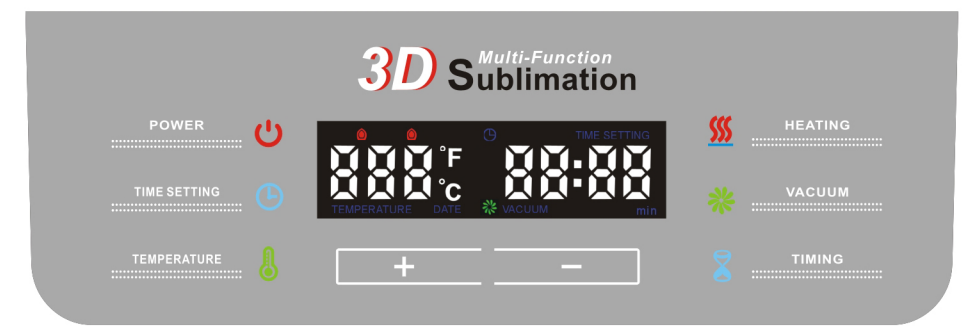 3D Multi-Function
Sublimation
POWER
TIME SETTING
TEMPERATURE
TIME SETTING
888 °F
°C
88:88
TEMPERATURE DATE VACUUM min
+ −
HEATING
VACUUM
TIMING